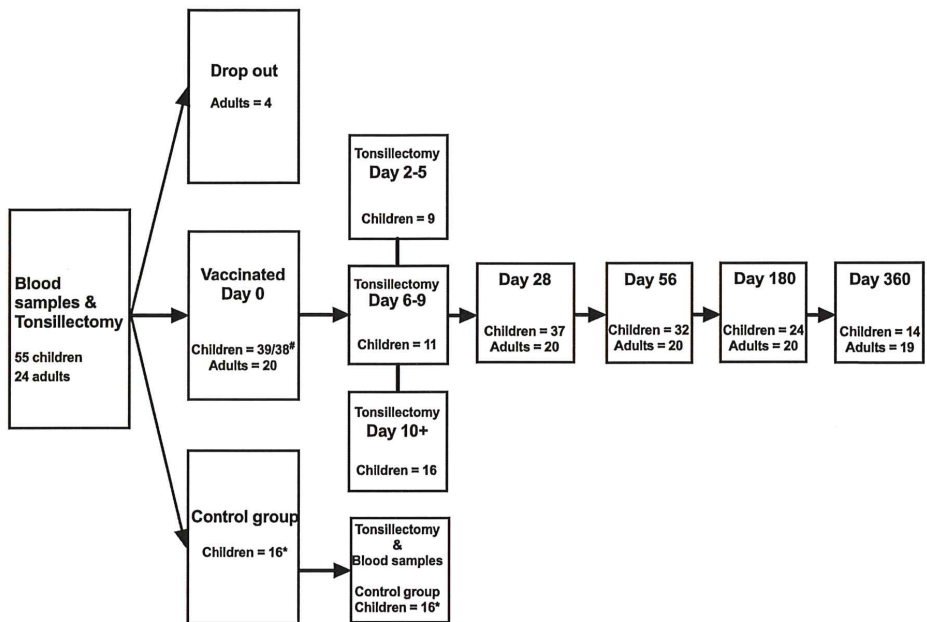 Drop out
Adults = 4
Blood
samples &
Tonsillectomy
55 children
24 adults
Vaccinated
Day 0
Children = 39/38#
Adults = 20
Control group
Children = 16*
Tonsillectomy
Day 2-5
Children = 9
Tonsillectomy
Day 6-9
Children = 11
Tonsillectomy
Day 10+
Children = 16
Tonsillectomy
&
Blood samples
Control group
Children = 16*
Day 28
Children = 37
Adults = 20
Day 56
Children = 32
Adults = 20
Day 180
Children = 24
Adults = 20
Day 360
Children = 14
Adults = 19